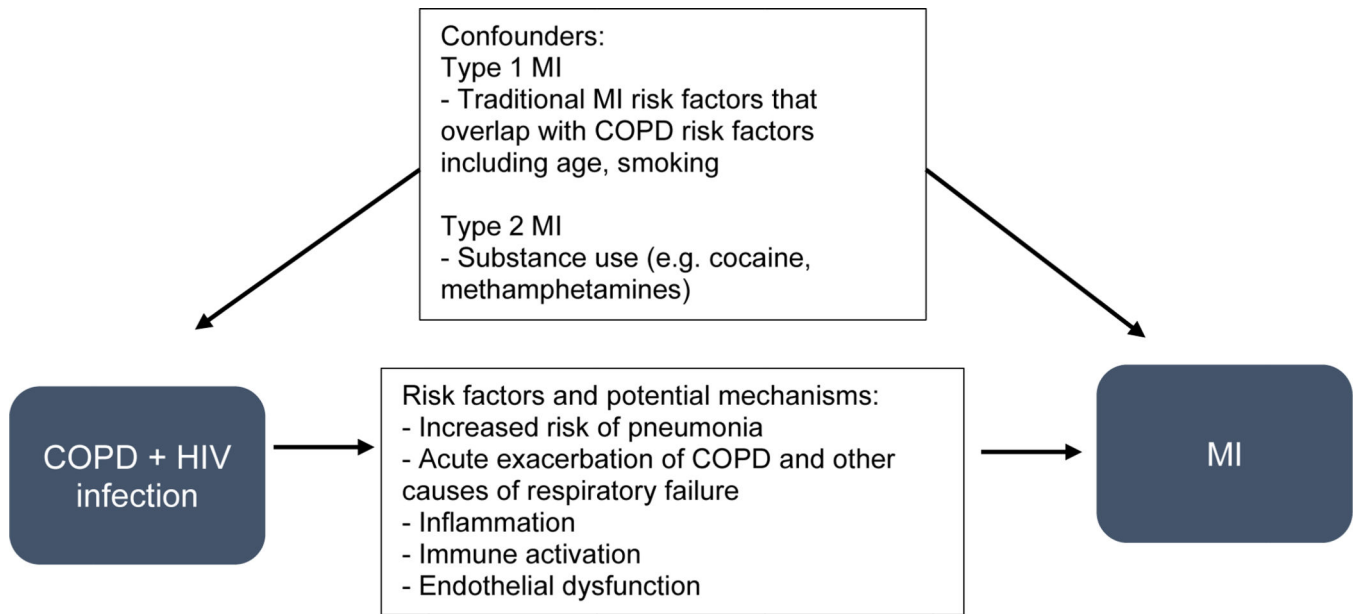 Confounders:
Type 1 MI
- Traditional MI risk factors that
overlap with COPD risk factors
including age, smoking
Type 2 MI
- Substance use (e.g. cocaine,
methamphetamines)
COPD + HIV
infection
Risk factors and potential mechanisms:
- Increased risk of pneumonia
- Acute exacerbation of COPD and other
causes of respiratory failure
- Inflammation
- Immune activation
- Endothelial dysfunction
MI